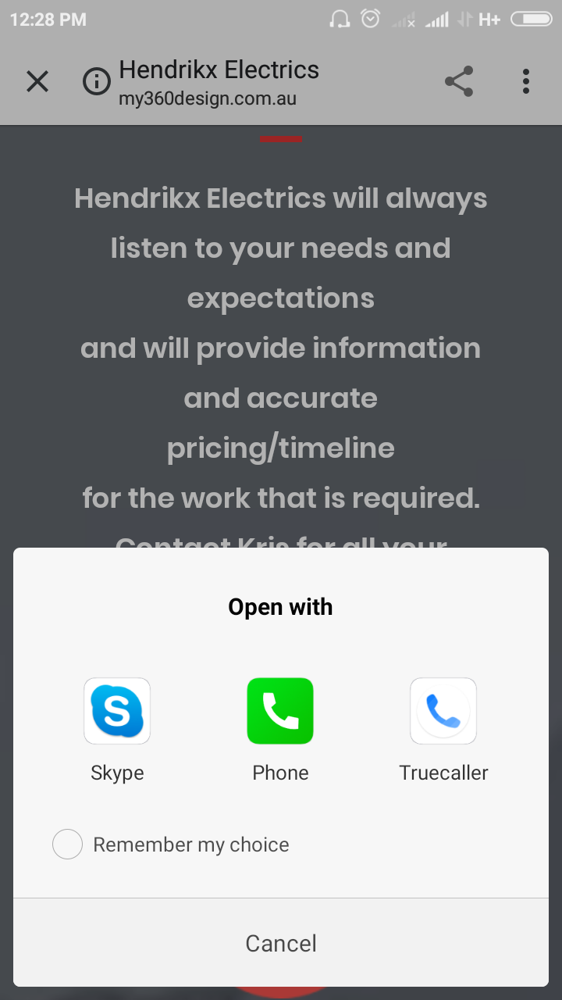 12:28 PM
H+
Hendrikx Electrics
my360design.com.au
Hendrikx Electrics will always
listen to your needs and
expectations
and will provide information
and accurate
pricing/timeline
for the work that is required.
Contact Kris for all your
Open with
Skype
Phone
Truecaller
Remember my choice
Cancel